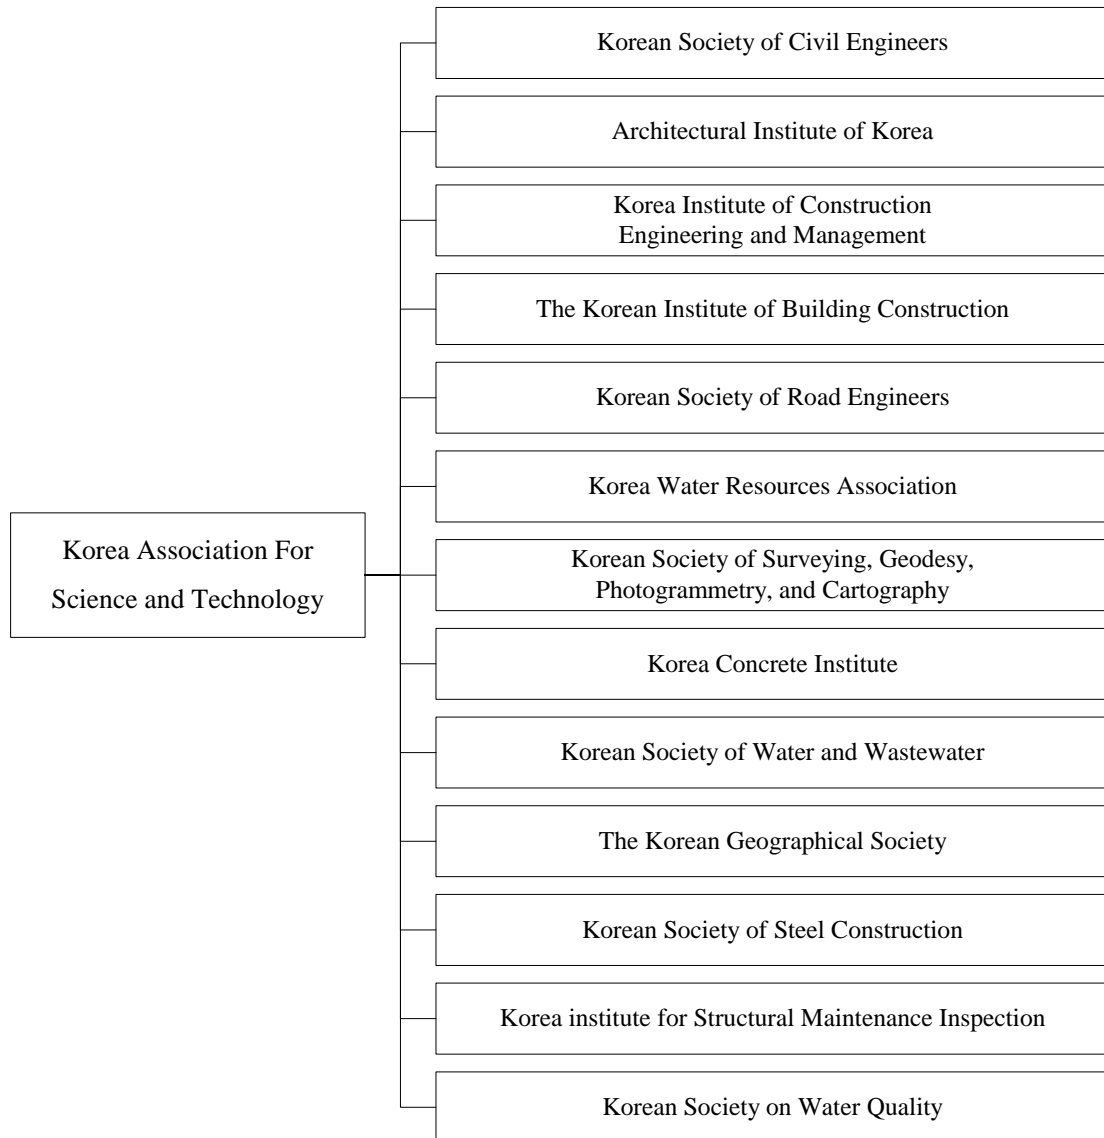 Korean Society of Civil Engineers
Architectural Institute of Korea
Korea Institute of Construction
Engineering and Management
The Korean Institute of Building Construction
Korean Society of Road Engineers
Korea Water Resources Association
Korea Association For
Science and Technology
Korean Society of Surveying, Geodesy,
Photogrammetry, and Cartography
Korea Concrete Institute
Korean Society of Water and Wastewater
The Korean Geographical Society
Korean Society of Steel Construction
Korea institute for Structural Maintenance Inspection
Korean Society on Water Quality